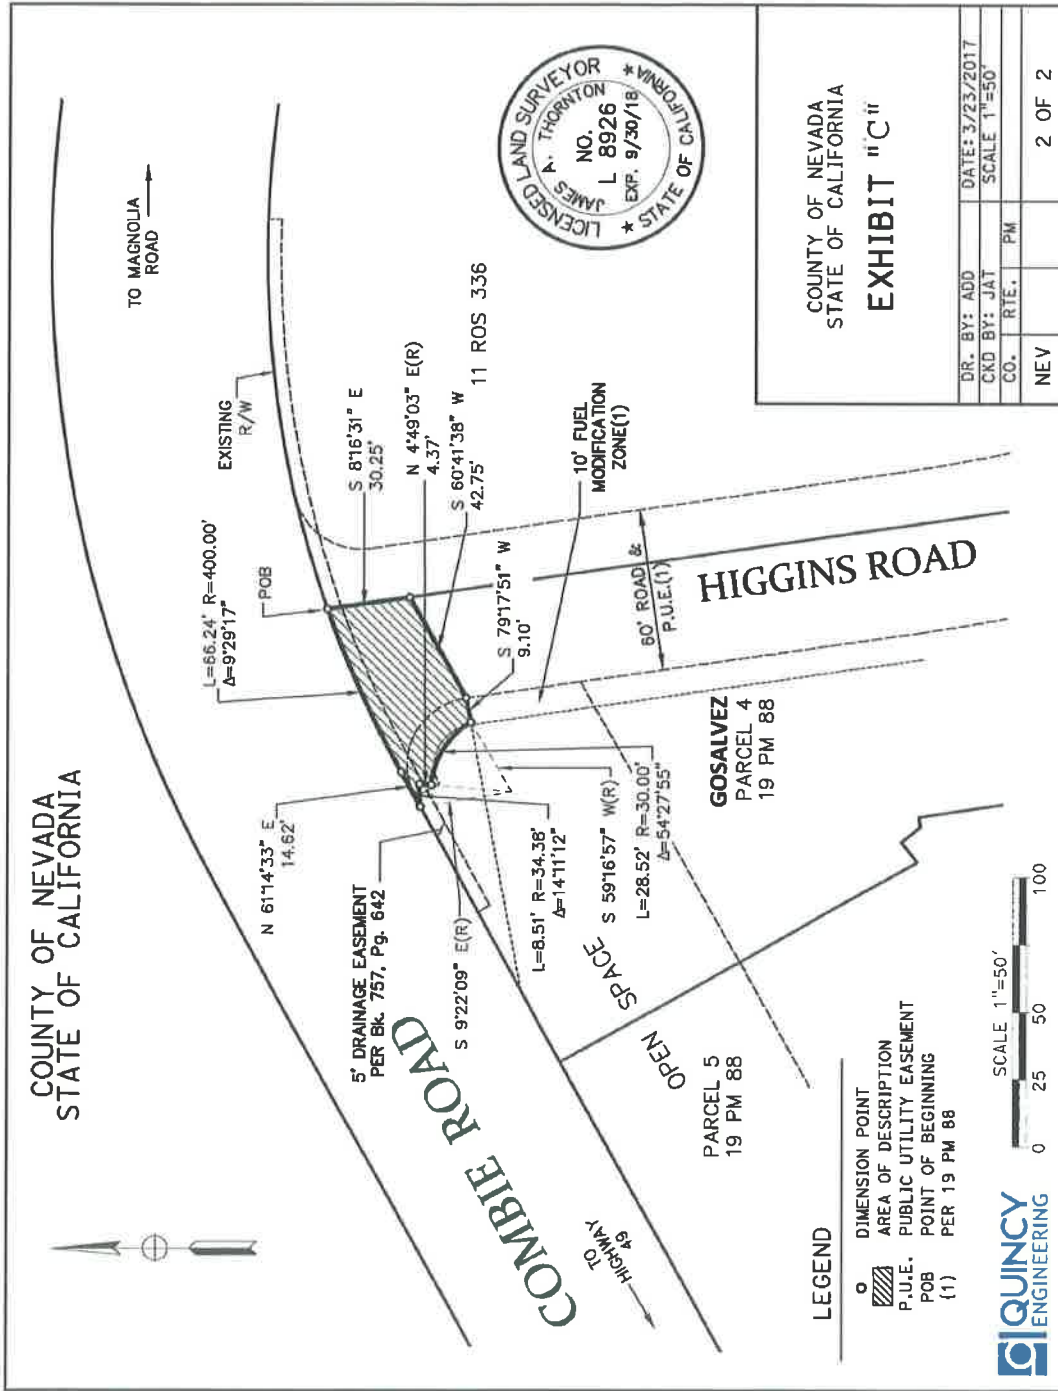 COUNTY OF NEVADA
STATE OF CALIFORNIA
TO MAGNOLIA
ROAD
EXISTING
R/W
L=66.24' R=400.00'
Δ=9°29'17"
POB
S 8°16'31" E
30.25'
N 4°49'03" E(R)
4.37'
S 60°41'38" W
42.75'
11 ROS 336
N 61°14'33" E
14.62'
5' DRAINAGE EASEMENT
PER Bk. 757, Pg. 642
S 9°22'09" E(R)
L=8.51' R=34.38'
Δ=14°11'12"
S 59°16'57" W(R)
L=28.52' R=30.00'
Δ=54°27'55"
S 79°17'51" W
9.10'
10' FUEL
MODIFICATION
ZONE(1)
60' ROAD &
P.U.E.(1)
HIGGINS ROAD
COMBIE ROAD
TO
HIGHWAY
49
OPEN SPACE
GOSALVEZ
PARCEL 4
19 PM 88
PARCEL 5
19 PM 88
LICENSED LAND SURVEYOR
JAMES A. THORNTON
NO.
L 8926
EXP. 9/30/18
★ STATE OF CALIFORNIA ★
LEGEND
DIMENSION POINT
AREA OF DESCRIPTION
P.U.E. PUBLIC UTILITY EASEMENT
POB POINT OF BEGINNING
(1) PER 19 PM 88
SCALE 1"=50'
0 25 50 100
QUINCY
ENGINEERING
COUNTY OF NEVADA
STATE OF CALIFORNIA
EXHIBIT "C"
DR. BY: ADD DATE: 3/23/2017
CKD BY: JAT SCALE 1"=50'
CO. RTE. PM
NEV 2 OF 2